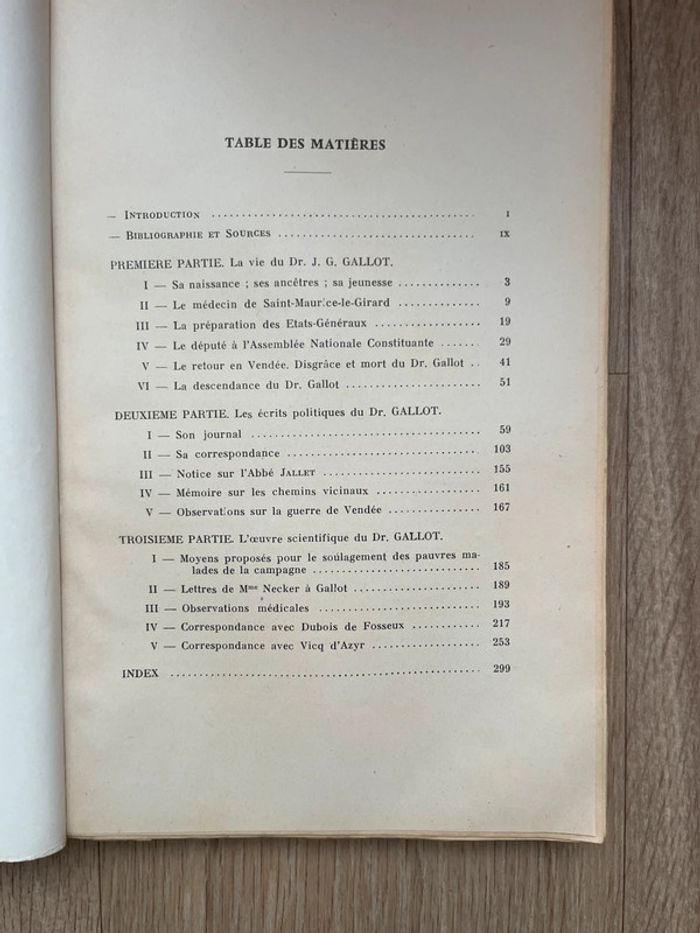 TABLE DES MATIÈRES
— INTRODUCTION ........................................ I
— BIBLIOGRAPHIE ET SOURCES ................................ IX
PREMIERE PARTIE. La vie du Dr. J. G. GALLOT.
I — Sa naissance ; ses ancêtres ; sa jeunesse .............. 3
II — Le médecin de Saint-Maurice-le-Girard .............. 9
III — La préparation des Etats-Généraux .................. 19
IV — Le député à l'Assemblée Nationale Constituante ...... 29
V — Le retour en Vendée. Disgrâce et mort du Dr. Gallot .. 41
VI — La descendance du Dr. Gallot ....................... 51
DEUXIEME PARTIE. Les écrits politiques du Dr. GALLOT.
I — Son journal ........................................ 59
II — Sa correspondance ................................. 103
III — Notice sur l'Abbé JALLET .......................... 155
IV — Mémoire sur les chemins vicinaux .................. 161
V — Observations sur la guerre de Vendée ................ 167
TROISIEME PARTIE. L'œuvre scientifique du Dr. GALLOT.
I — Moyens proposés pour le soulagement des pauvres ma-
lades de la campagne ............................. 185
II — Lettres de Mme Necker à Gallot ...................... 189
III — Observations médicales ............................ 193
IV — Correspondance avec Dubois de Fosseux ............ 217
V — Correspondance avec Vicq d'Azyr ................... 253
INDEX .................................................. 299